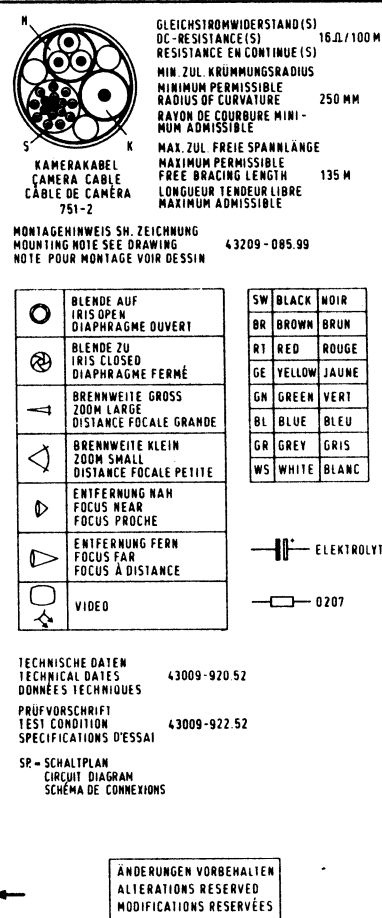 M
S
K
KAMERAKABEL
CAMERA CABLE
CÂBLE DE CAMÉRA
751-2
GLEICHSTROMWIDERSTAND(S)
DC-RESISTANCE(S) 16Ω/100M
RESISTANCE EN CONTINUE(S)
MIN. ZUL. KRÜMMUNGSRADIUS
MINIMUM PERMISSIBLE
RADIUS OF CURVATURE 250 MM
RAYON DE COURBURE MINI-
MUM ADMISSIBLE
MAX. ZUL. FREIE SPANNLÄNGE
MAXIMUM PERMISSIBLE
FREE BRACING LENGTH 135 M
LONGUEUR TENDEUR LIBRE
MAXIMUM ADMISSIBLE
MONTAGEHINWEIS SH. ZEICHNUNG
MOUNTING NOTE SEE DRAWING 43209-085.99
NOTE POUR MONTAGE VOIR DESSIN
BLENDE AUF
IRIS OPEN
DIAPHRAGME OUVERT
BLENDE ZU
IRIS CLOSED
DIAPHRAGME FERMÉ
BRENNWEITE GROSS
ZOOM LARGE
DISTANCE FOCALE GRANDE
BRENNWEITE KLEIN
ZOOM SMALL
DISTANCE FOCALE PETITE
ENTFERNUNG NAH
FOCUS NEAR
FOCUS PROCHE
ENTFERNUNG FERN
FOCUS FAR
FOCUS À DISTANCE
VIDEO
SW BLACK NOIR
BR BROWN BRUN
RT RED ROUGE
GE YELLOW JAUNE
GN GREEN VERT
BL BLUE BLEU
GR GREY GRIS
WS WHITE BLANC
+ ELEKTROLYT
0207
TECHNISCHE DATEN
TECHNICAL DATES 43009-920.52
DONNÉES TECHNIQUES
PRÜFVORSCHRIFT
TEST CONDITION 43009-922.52
SPECIFICATIONS D'ESSAI
SP. = SCHALTPLAN
CIRCUIT DIAGRAM
SCHÉMA DE CONNEXIONS
ÄNDERUNGEN VORBEHALTEN
ALTERATIONS RESERVED
MODIFICATIONS RESERVÉES